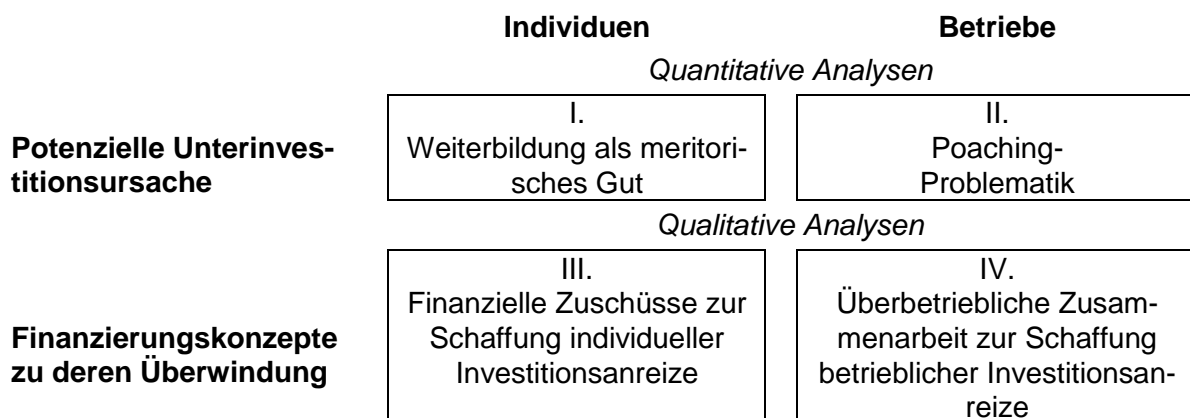 Individuen Betriebe
Quantitative Analysen
Potenzielle Unterinves-
titionsursache
I.
Weiterbildung als meritori-
sches Gut
II.
Poaching-
Problematik
Qualitative Analysen
Finanzierungskonzepte
zu deren Überwindung
III.
Finanzielle Zuschüsse zur
Schaffung individueller
Investitionsanreize
IV.
Überbetriebliche Zusam-
menarbeit zur Schaffung
betrieblicher Investitionsan-
reize